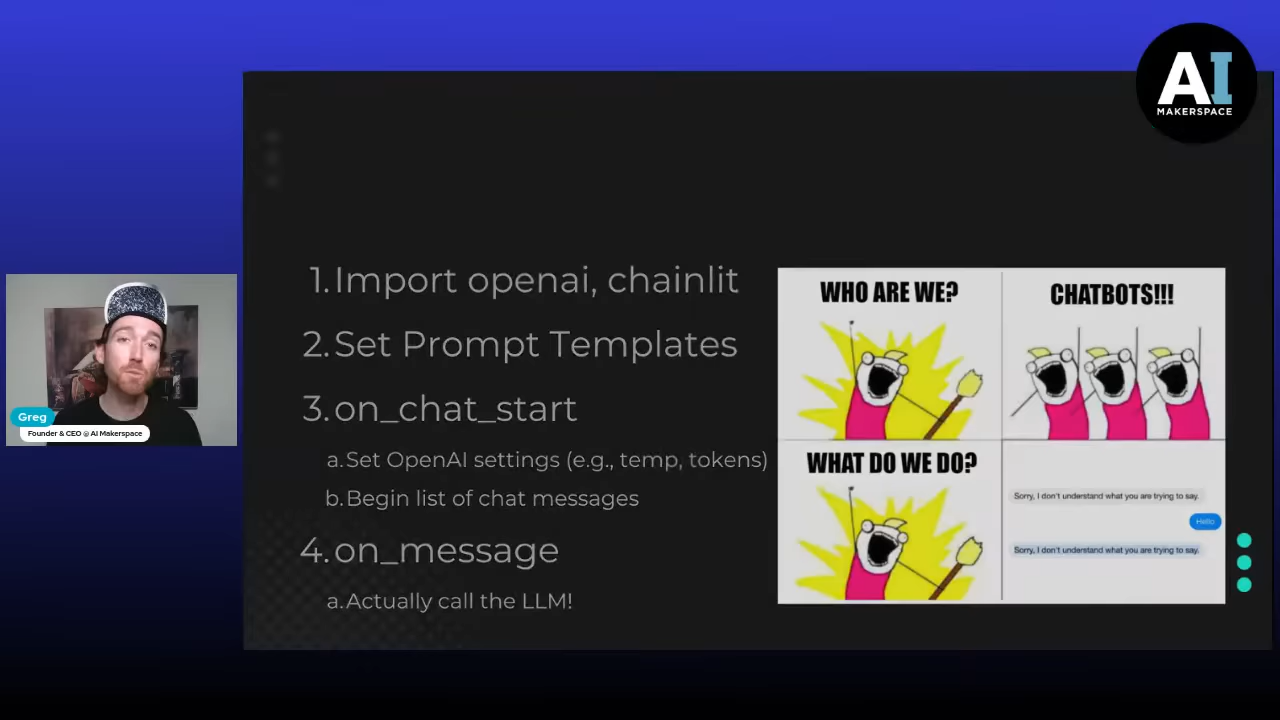 AI
MAKERSPACE
1. Import openai, chainlit
2. Set Prompt Templates
3. on_chat_start
a. Set OpenAI settings (e.g., temp, tokens)
b. Begin list of chat messages
4. on_message
a. Actually call the LLM!
WHO ARE WE?
CHATBOTS!!!
WHAT DO WE DO?
Sorry, I don't understand what you are trying to say.
Hello
Sorry, I don't understand what you are trying to say.
Greg
Founder & CEO @ AI Makerspace